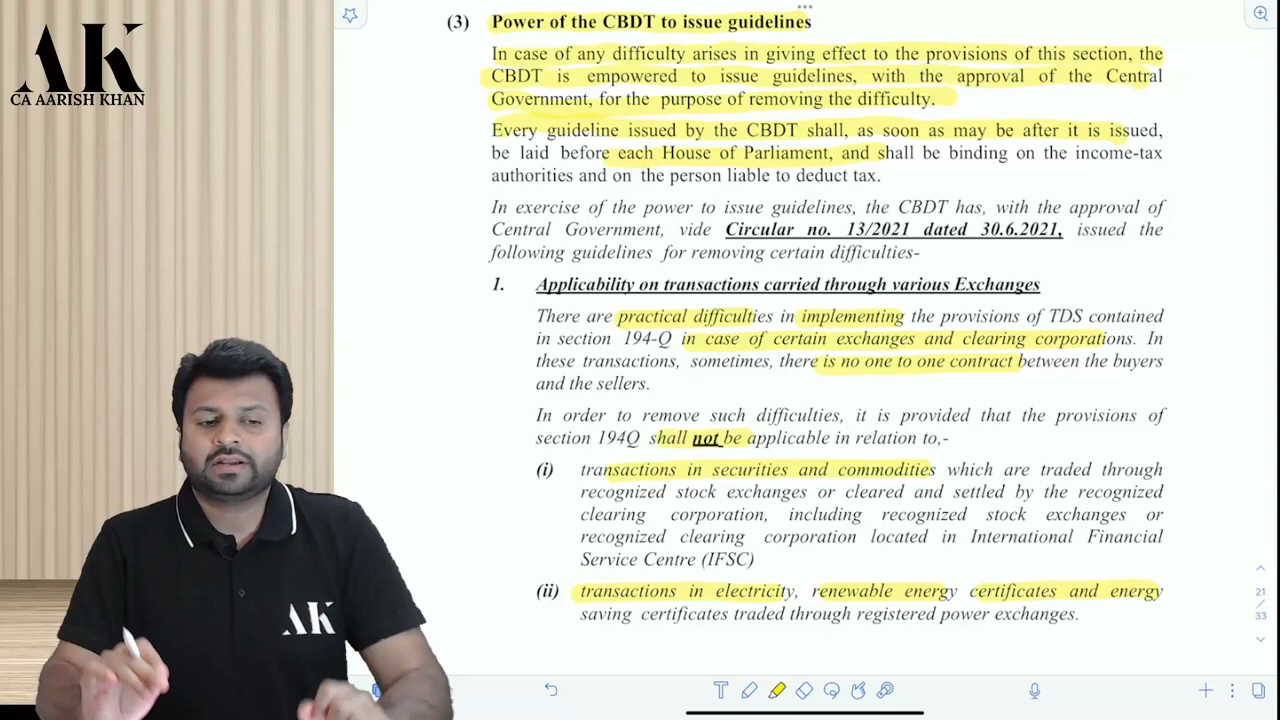 AK
CA AARISH KHAN
(3) Power of the CBDT to issue guidelines
In case of any difficulty arises in giving effect to the provisions of this section, the
CBDT is empowered to issue guidelines, with the approval of the Central
Government, for the purpose of removing the difficulty.
Every guideline issued by the CBDT shall, as soon as may be after it is issued,
be laid before each House of Parliament, and shall be binding on the income-tax
authorities and on the person liable to deduct tax.
In exercise of the power to issue guidelines, the CBDT has, with the approval of
Central Government, vide Circular no. 13/2021 dated 30.6.2021, issued the
following guidelines for removing certain difficulties-
1. Applicability on transactions carried through various Exchanges
There are practical difficulties in implementing the provisions of TDS contained
in section 194-Q in case of certain exchanges and clearing corporations. In
these transactions, sometimes, there is no one to one contract between the buyers
and the sellers.
In order to remove such difficulties, it is provided that the provisions of
section 194Q shall not be applicable in relation to,-
(i) transactions in securities and commodities which are traded through
recognized stock exchanges or cleared and settled by the recognized
clearing corporation, including recognized stock exchanges or
recognized clearing corporation located in International Financial
Service Centre (IFSC)
(ii) transactions in electricity, renewable energy certificates and energy
saving certificates traded through registered power exchanges.
AK
21
/
33
T